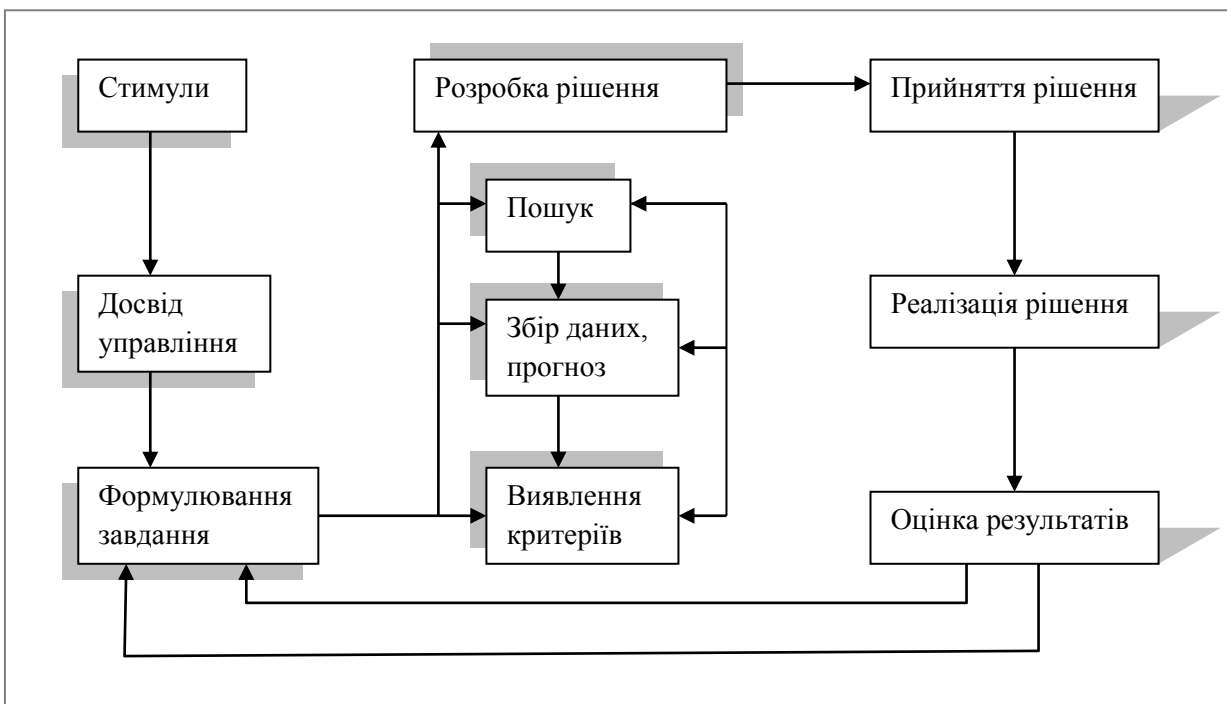 Стимули
Досвід
управління
Формулювання
завдання
Розробка рішення
Пошук
Збір даних,
прогноз
Виявлення
критеріїв
Прийняття рішення
Реалізація рішення
Оцінка результатів